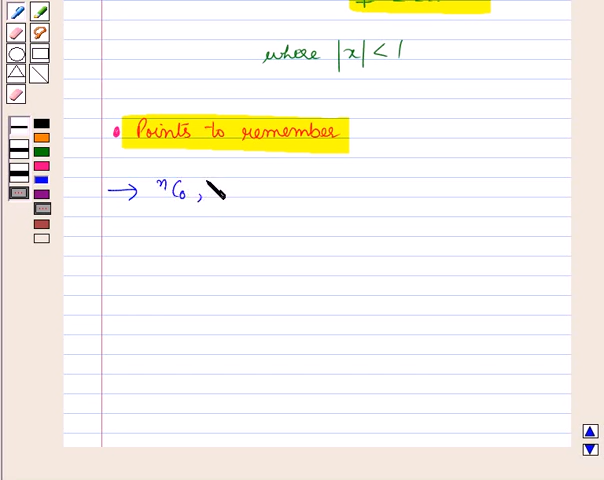 where |x| < 1
• Points to remember
→ ⁿC₀ ,